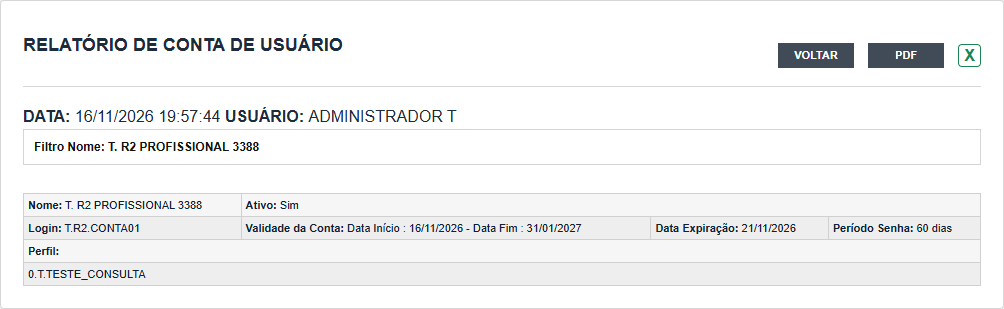 RELATÓRIO DE CONTA DE USUÁRIO
VOLTAR PDF X
DATA: 16/11/2026 19:57:44 USUÁRIO: ADMINISTRADOR T
Filtro Nome: T. R2 PROFISSIONAL 3388
Nome: T. R2 PROFISSIONAL 3388 Ativo: Sim
Login: T.R2.CONTA01 Validade da Conta: Data Início : 16/11/2026 - Data Fim : 31/01/2027 Data Expiração: 21/11/2026 Período Senha: 60 dias
Perfil:
0.T.TESTE_CONSULTA